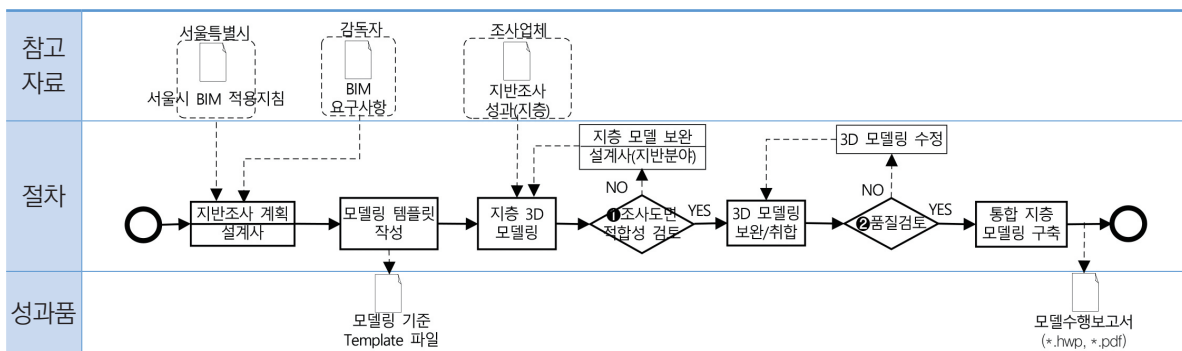 참고
자료
서울특별시
서울시 BIM 적용지침
감독자
BIM
요구사항
조사업체
지반조사
성과(지층)
절차
지반조사 계획
설계사
모델링 템플릿
작성
지층 3D
모델링
지층 모델 보완
설계사(지반분야)
NO
❶조사도면
적합성 검토
YES
3D 모델링
보완/취합
3D 모델링 수정
NO
❷품질검토
YES
통합 지층
모델링 구축
성과품
모델링 기준
Template 파일
모델수행보고서
(*.hwp, *.pdf)